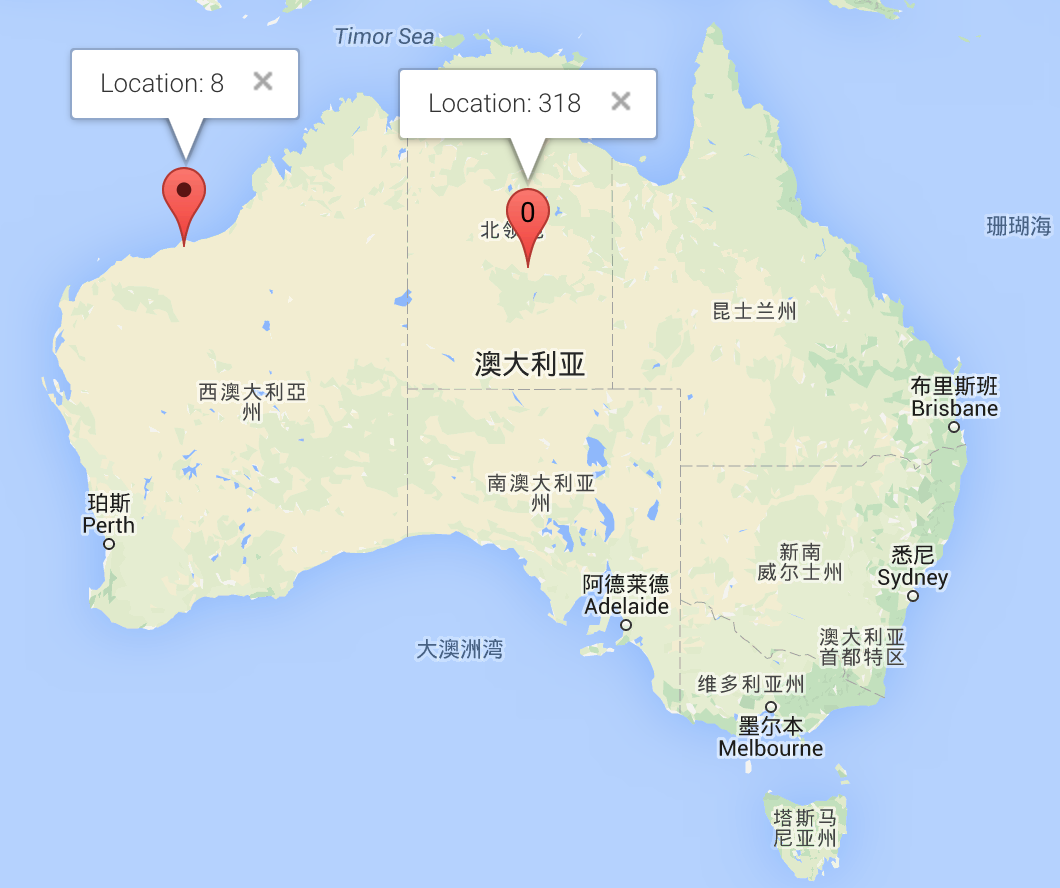 Timor Sea
Location: 8
Location: 318
0
珊瑚海
昆士兰州
澳大利亚
西澳大利亞
州
布里斯班
Brisbane
南澳大利亚
州
珀斯
Perth
新南
威尔士州
悉尼
Sydney
阿德莱德
Adelaide
大澳洲湾
澳大利亚
首都特区
维多利亚州
墨尔本
Melbourne
塔斯马
尼亚州